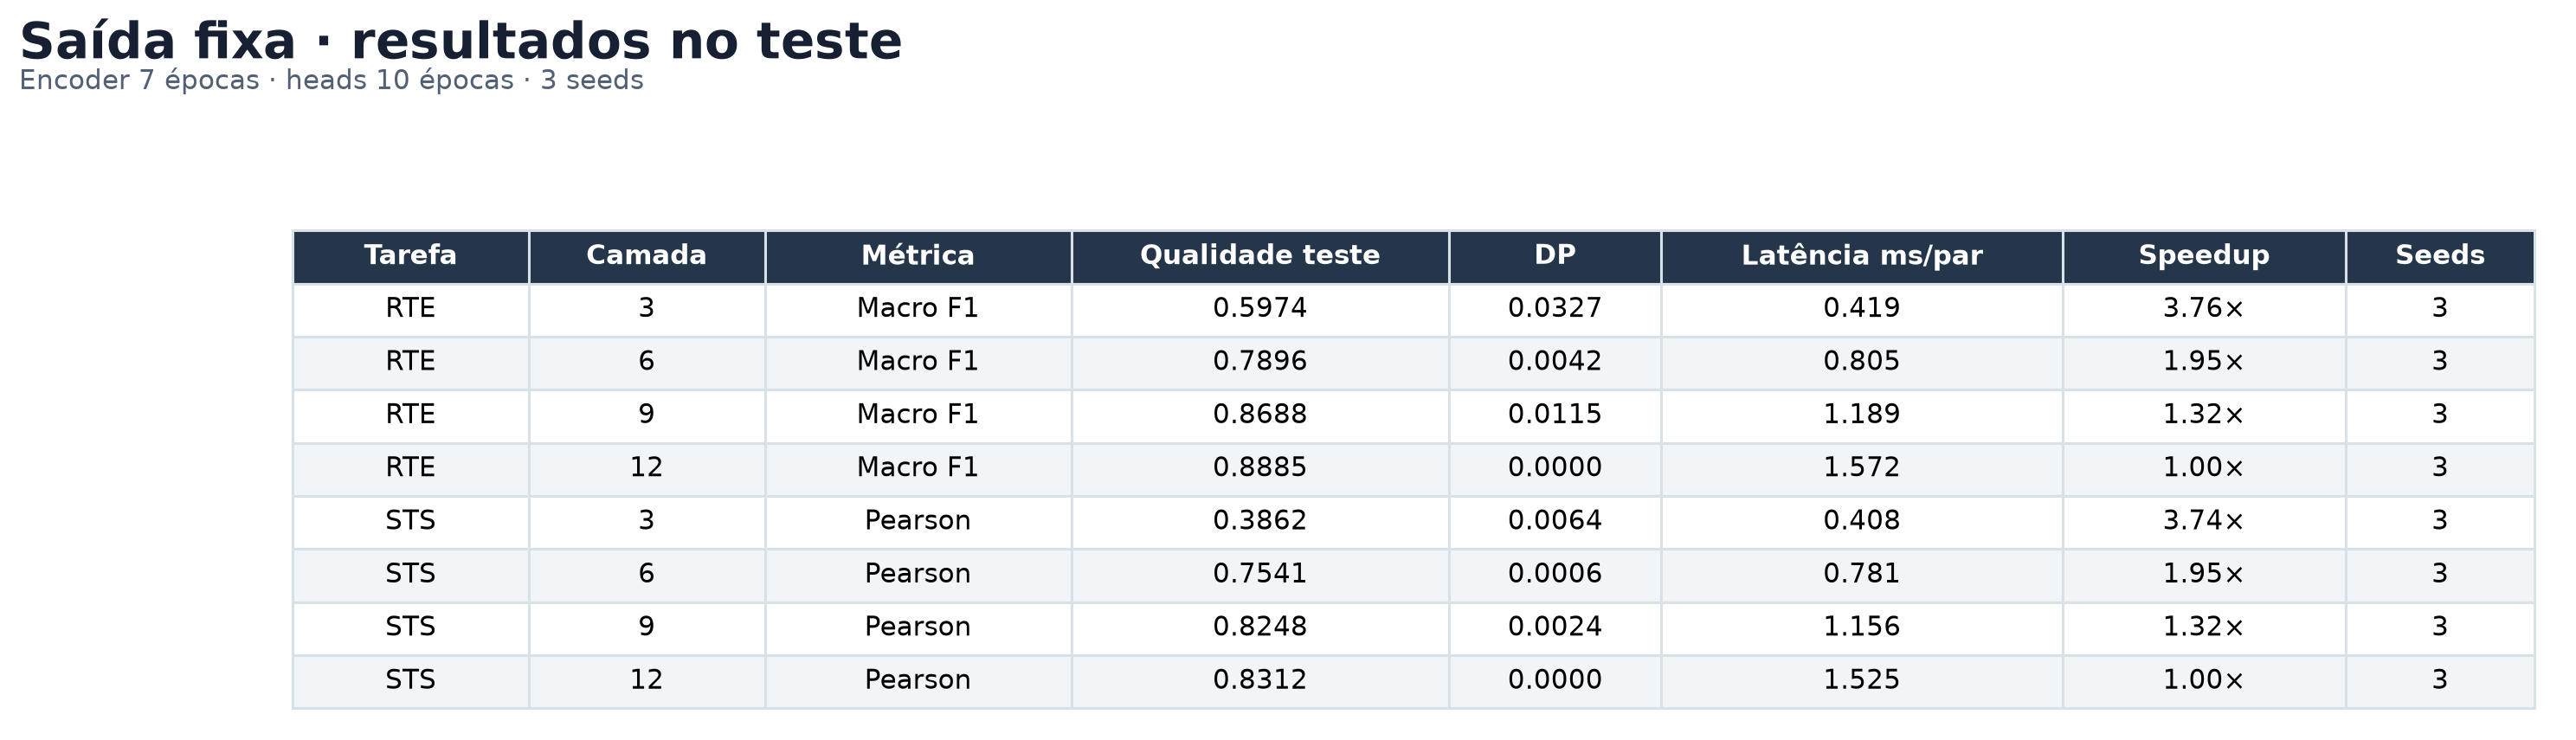 Saída fixa · resultados no teste
Encoder 7 épocas · heads 10 épocas · 3 seeds
Tarefa Camada Métrica Qualidade teste DP Latência ms/par Speedup Seeds
RTE 3 Macro F1 0.5974 0.0327 0.419 3.76× 3
RTE 6 Macro F1 0.7896 0.0042 0.805 1.95× 3
RTE 9 Macro F1 0.8688 0.0115 1.189 1.32× 3
RTE 12 Macro F1 0.8885 0.0000 1.572 1.00× 3
STS 3 Pearson 0.3862 0.0064 0.408 3.74× 3
STS 6 Pearson 0.7541 0.0006 0.781 1.95× 3
STS 9 Pearson 0.8248 0.0024 1.156 1.32× 3
STS 12 Pearson 0.8312 0.0000 1.525 1.00× 3